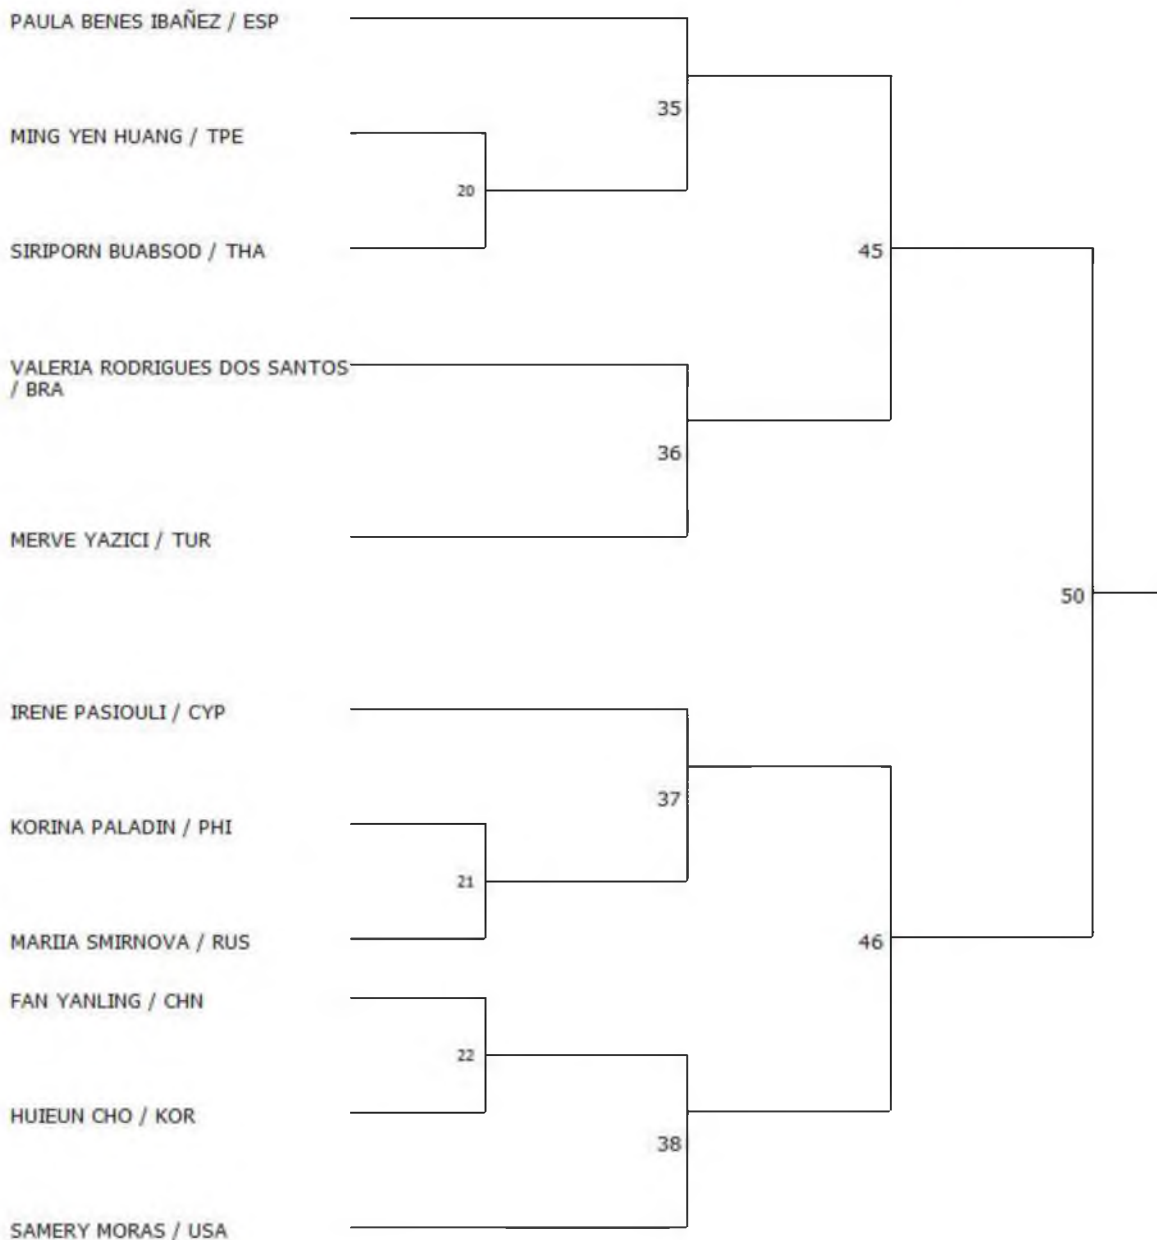 PAULA BENES IBAÑEZ / ESP
35
MING YEN HUANG / TPE
20
SIRIPORN BUABSOD / THA
45
VALERIA RODRIGUES DOS SANTOS
/ BRA
36
MERVE YAZICI / TUR
50
IRENE PASIOULI / CYP
37
KORINA PALADIN / PHI
21
MARIIA SMIRNOVA / RUS
46
FAN YANLING / CHN
22
HUIEUN CHO / KOR
38
SAMERY MORAS / USA